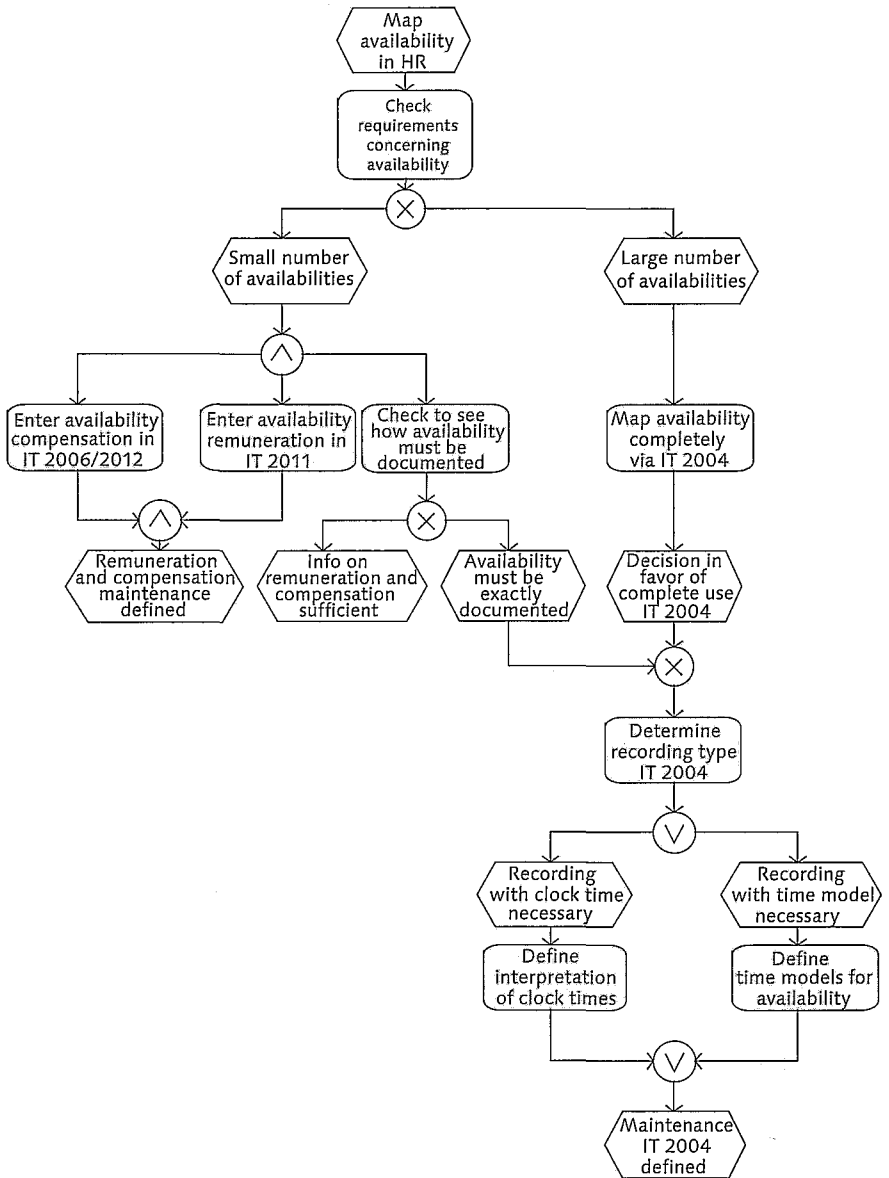 Map
availability
in HR
Check
requirements
concerning
availability
Small number
of availabilities
Large number
of availabilities
Enter availability
compensation in
IT 2006/2012
Enter availability
remuneration in
IT 2011
Check to see
how availability
must be
documented
Map availability
completely
via IT 2004
Remuneration
and compensation
maintenance
defined
Info on
remuneration and
compensation
sufficient
Availability
must be
exactly
documented
Decision in
favor of
complete use
IT 2004
Determine
recording type
IT 2004
Recording
with clock time
necessary
Recording
with time model
necessary
Define
interpretation
of clock times
Define
time models for
availability
Maintenance
IT 2004
defined